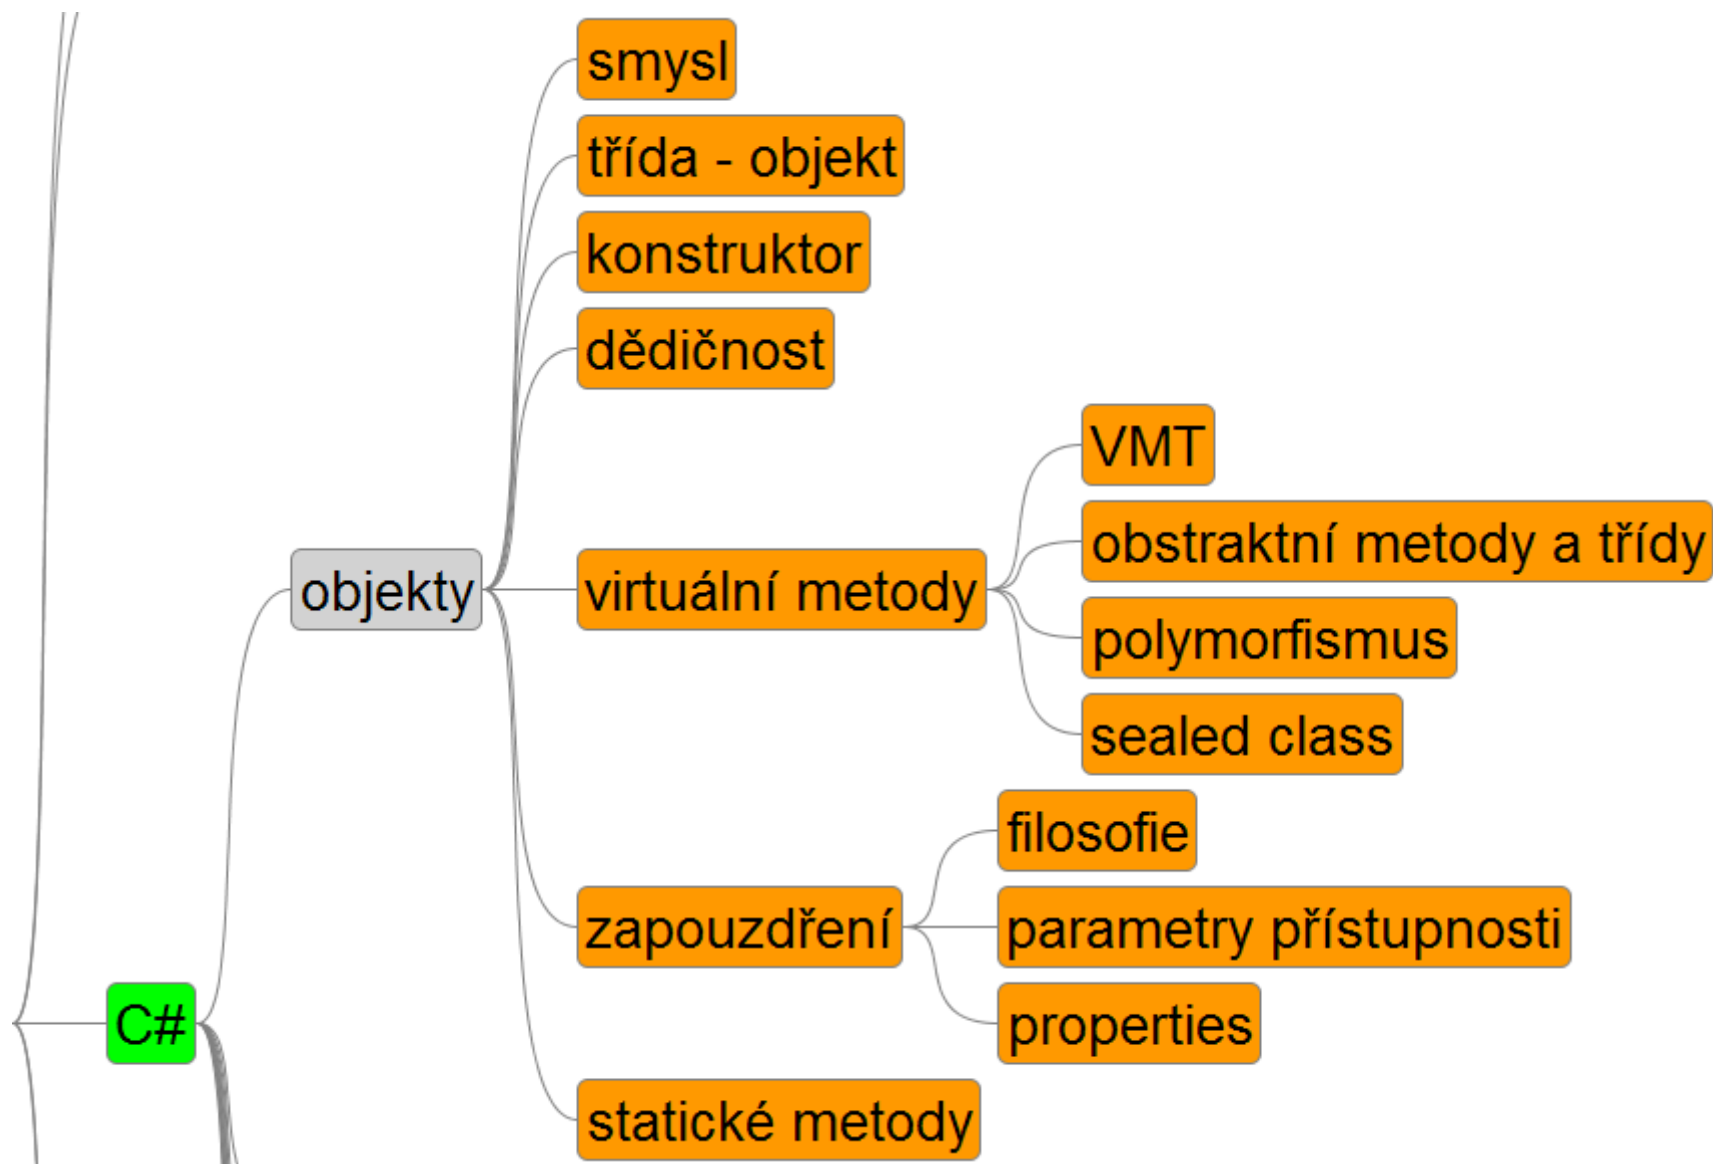 smysl
třída - objekt
konstruktor
dědičnost
VMT
obstraktní metody a třídy
objekty
virtuální metody
polymorfismus
sealed class
filosofie
zapouzdření
parametry přístupnosti
C#
properties
statické metody